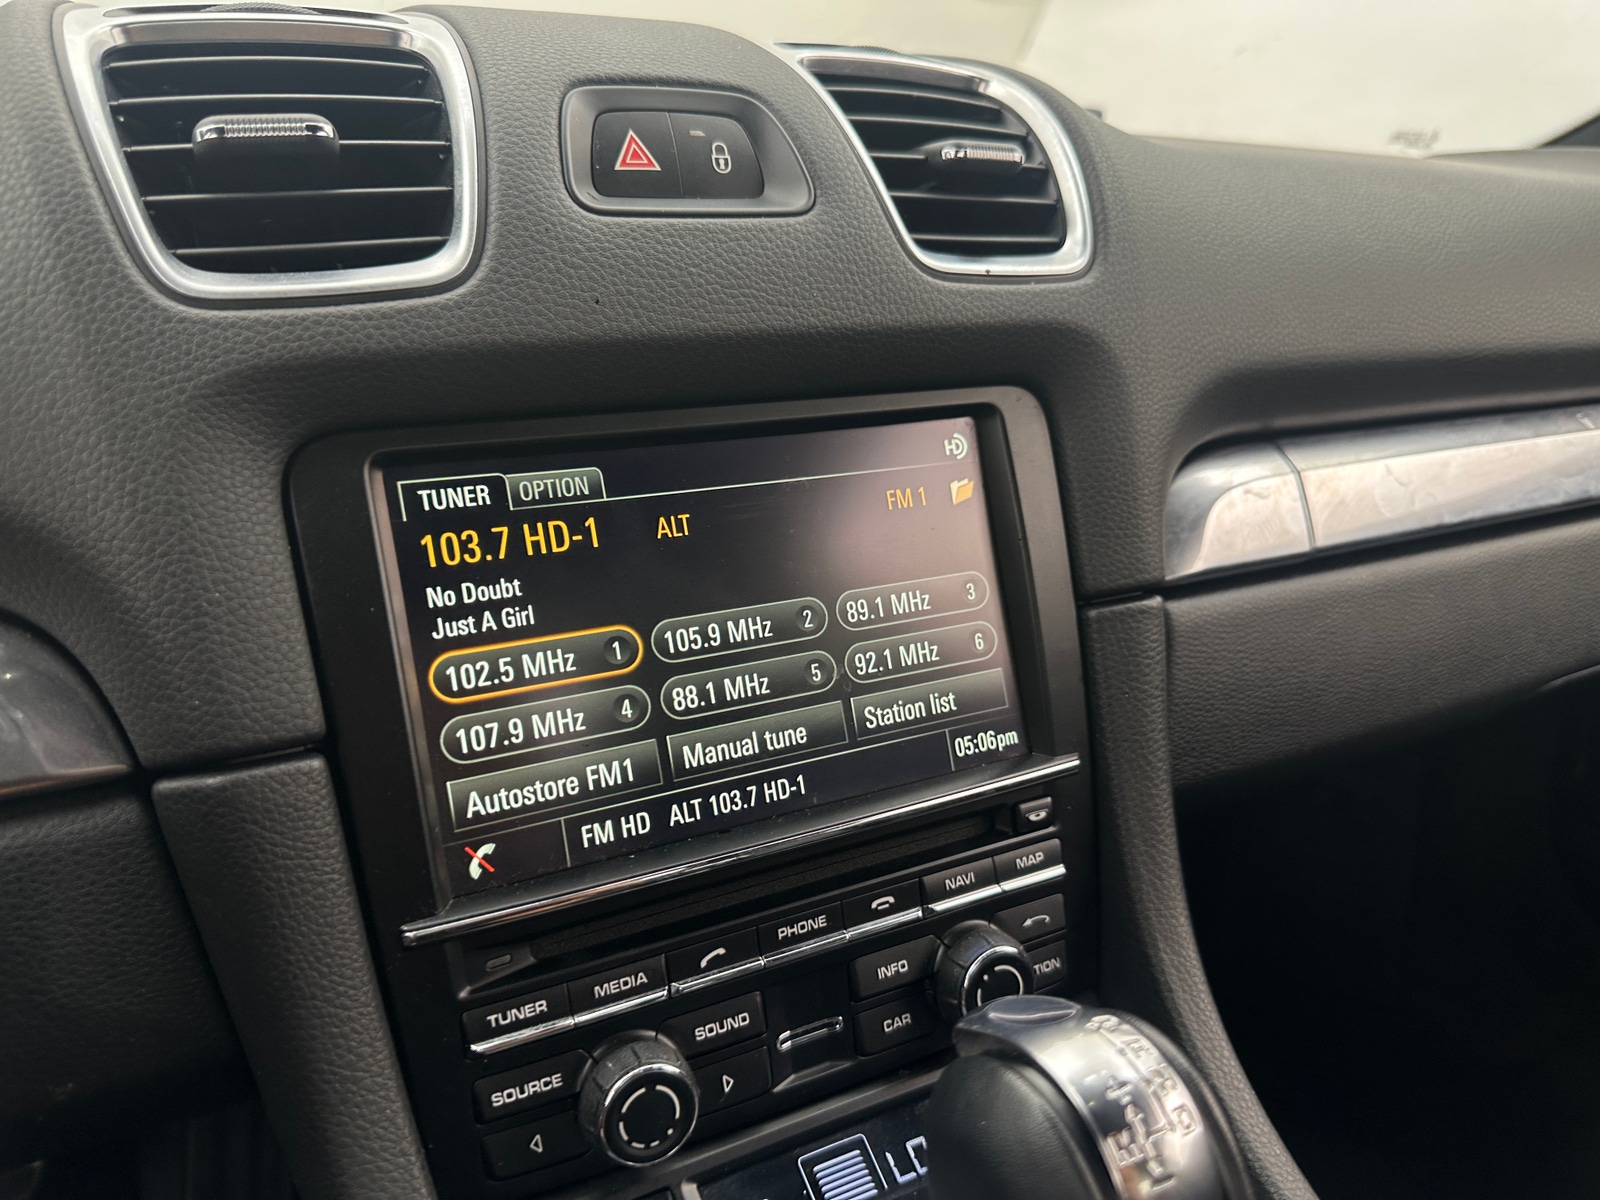 HD
TUNER OPTION
103.7 HD-1 ALT FM 1
No Doubt
Just A Girl
102.5 MHz 1 105.9 MHz 2 89.1 MHz 3
107.9 MHz 4 88.1 MHz 5 92.1 MHz 6
Autostore FM1 Manual tune Station list
FM HD ALT 103.7 HD-1 05:06pm
TUNER MEDIA PHONE NAVI MAP
SOURCE SOUND INFO
CAR
LO